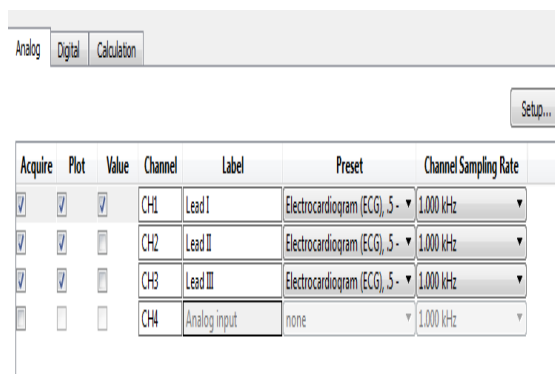 Analog Digital Calculation
Setup...
Acquire Plot Value Channel Label Preset Channel Sampling Rate
CH1 Lead I Electrocardiogram (ECG), .5 - 1.000 kHz
CH2 Lead II Electrocardiogram (ECG), .5 - 1.000 kHz
CH3 Lead III Electrocardiogram (ECG), .5 - 1.000 kHz
CH4 Analog input none 1.000 kHz